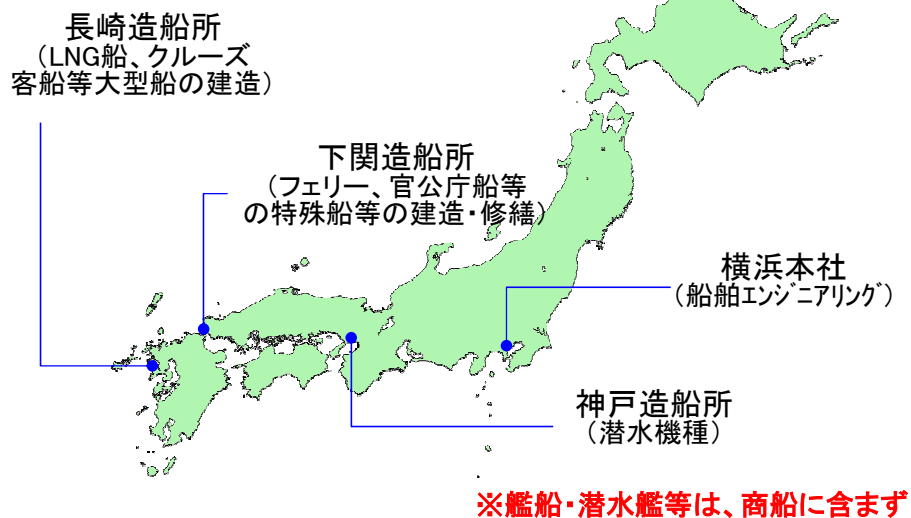 長崎造船所
(LNG船、クルーズ
客船等大型船の建造)
下関造船所
(フェリー、官公庁船等
の特殊船等の建造・修繕)
横浜本社
(船舶ｴﾝｼﾞﾆｱﾘﾝｸﾞ)
神戸造船所
(潜水機種)
※艦船・潜水艦等は、商船に含まず